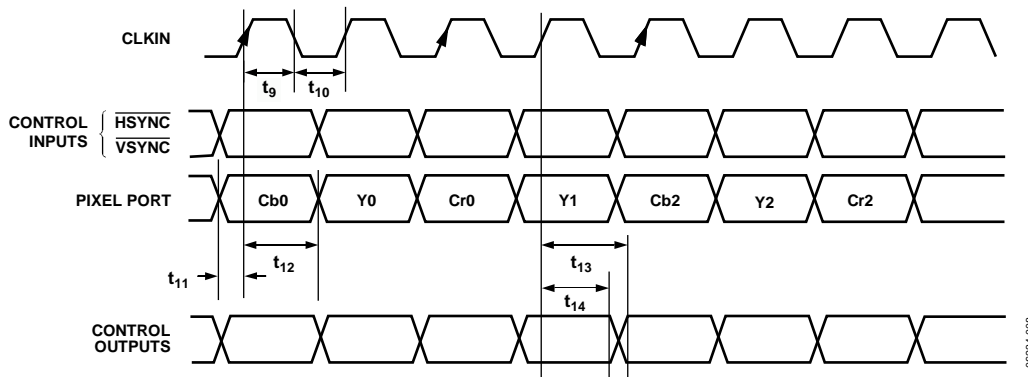 CLKIN
t9
t10
CONTROL INPUTS
HSYNC
VSYNC
PIXEL PORT
Cb0 Y0 Cr0 Y1 Cb2 Y2 Cr2
t11
t12
t13
t14
CONTROL OUTPUTS